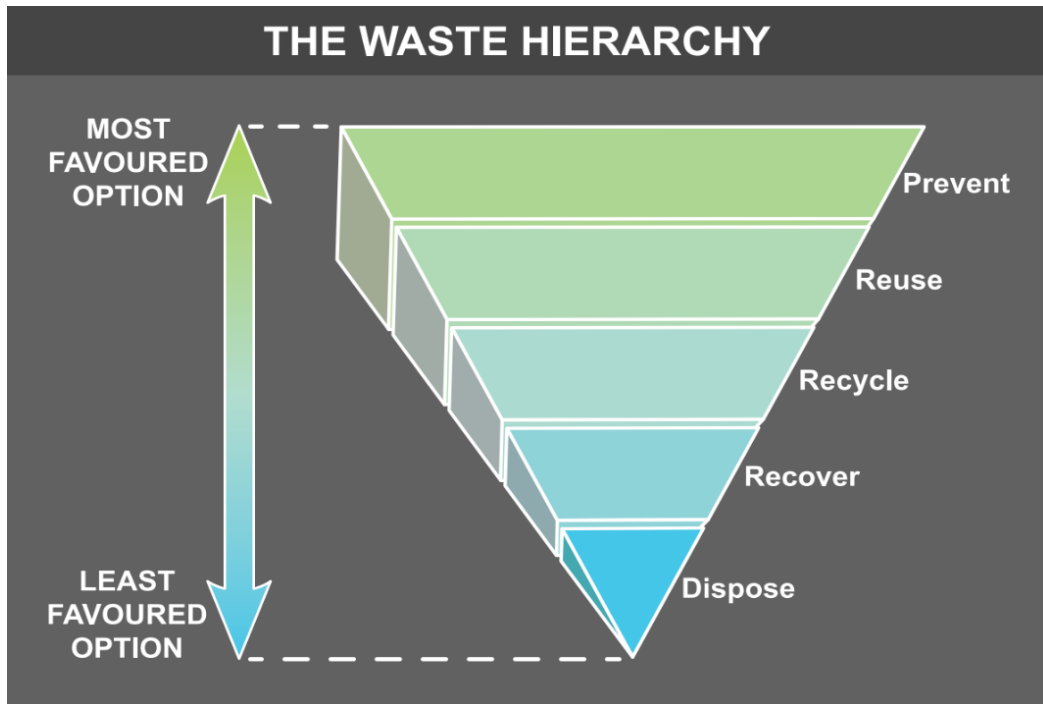 THE WASTE HIERARCHY
MOST
FAVOURED
OPTION
Prevent
Reuse
Recycle
Recover
Dispose
LEAST
FAVOURED
OPTION